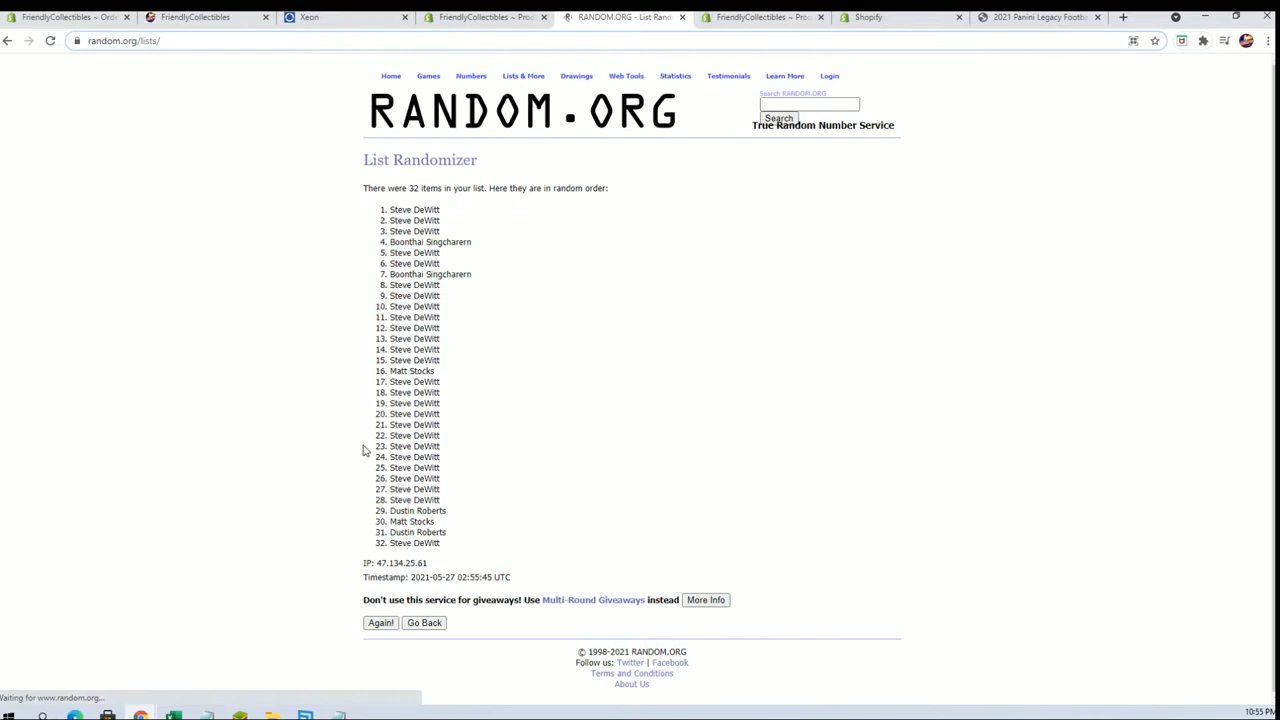 FriendlyCollectibles ~ Orde
FriendlyCollectibles
Xeon
FriendlyCollectibles ~ Prod
RANDOM.ORG - List Rand
FriendlyCollectibles ~ Prod
Shopify
2021 Panini Legacy Footba
random.org/lists/
Home Games Numbers Lists & More Drawings Web Tools Statistics Testimonials Learn More Login
RANDOM.ORG
Search RANDOM.ORG
Search
True Random Number Service
List Randomizer
There were 32 items in your list. Here they are in random order:
1. Steve DeWitt
2. Steve DeWitt
3. Steve DeWitt
4. Boonthai Singcharern
5. Steve DeWitt
6. Steve DeWitt
7. Boonthai Singcharern
8. Steve DeWitt
9. Steve DeWitt
10. Steve DeWitt
11. Steve DeWitt
12. Steve DeWitt
13. Steve DeWitt
14. Steve DeWitt
15. Steve DeWitt
16. Matt Stocks
17. Steve DeWitt
18. Steve DeWitt
19. Steve DeWitt
20. Steve DeWitt
21. Steve DeWitt
22. Steve DeWitt
23. Steve DeWitt
24. Steve DeWitt
25. Steve DeWitt
26. Steve DeWitt
27. Steve DeWitt
28. Steve DeWitt
29. Dustin Roberts
30. Matt Stocks
31. Dustin Roberts
32. Steve DeWitt
IP: 47.134.25.61
Timestamp: 2021-05-27 02:55:45 UTC
Don't use this service for giveaways! Use Multi-Round Giveaways instead More Info
Again! Go Back
© 1998-2021 RANDOM.ORG
Follow us: Twitter | Facebook
Terms and Conditions
About Us
Waiting for www.random.org...
10:55 PM